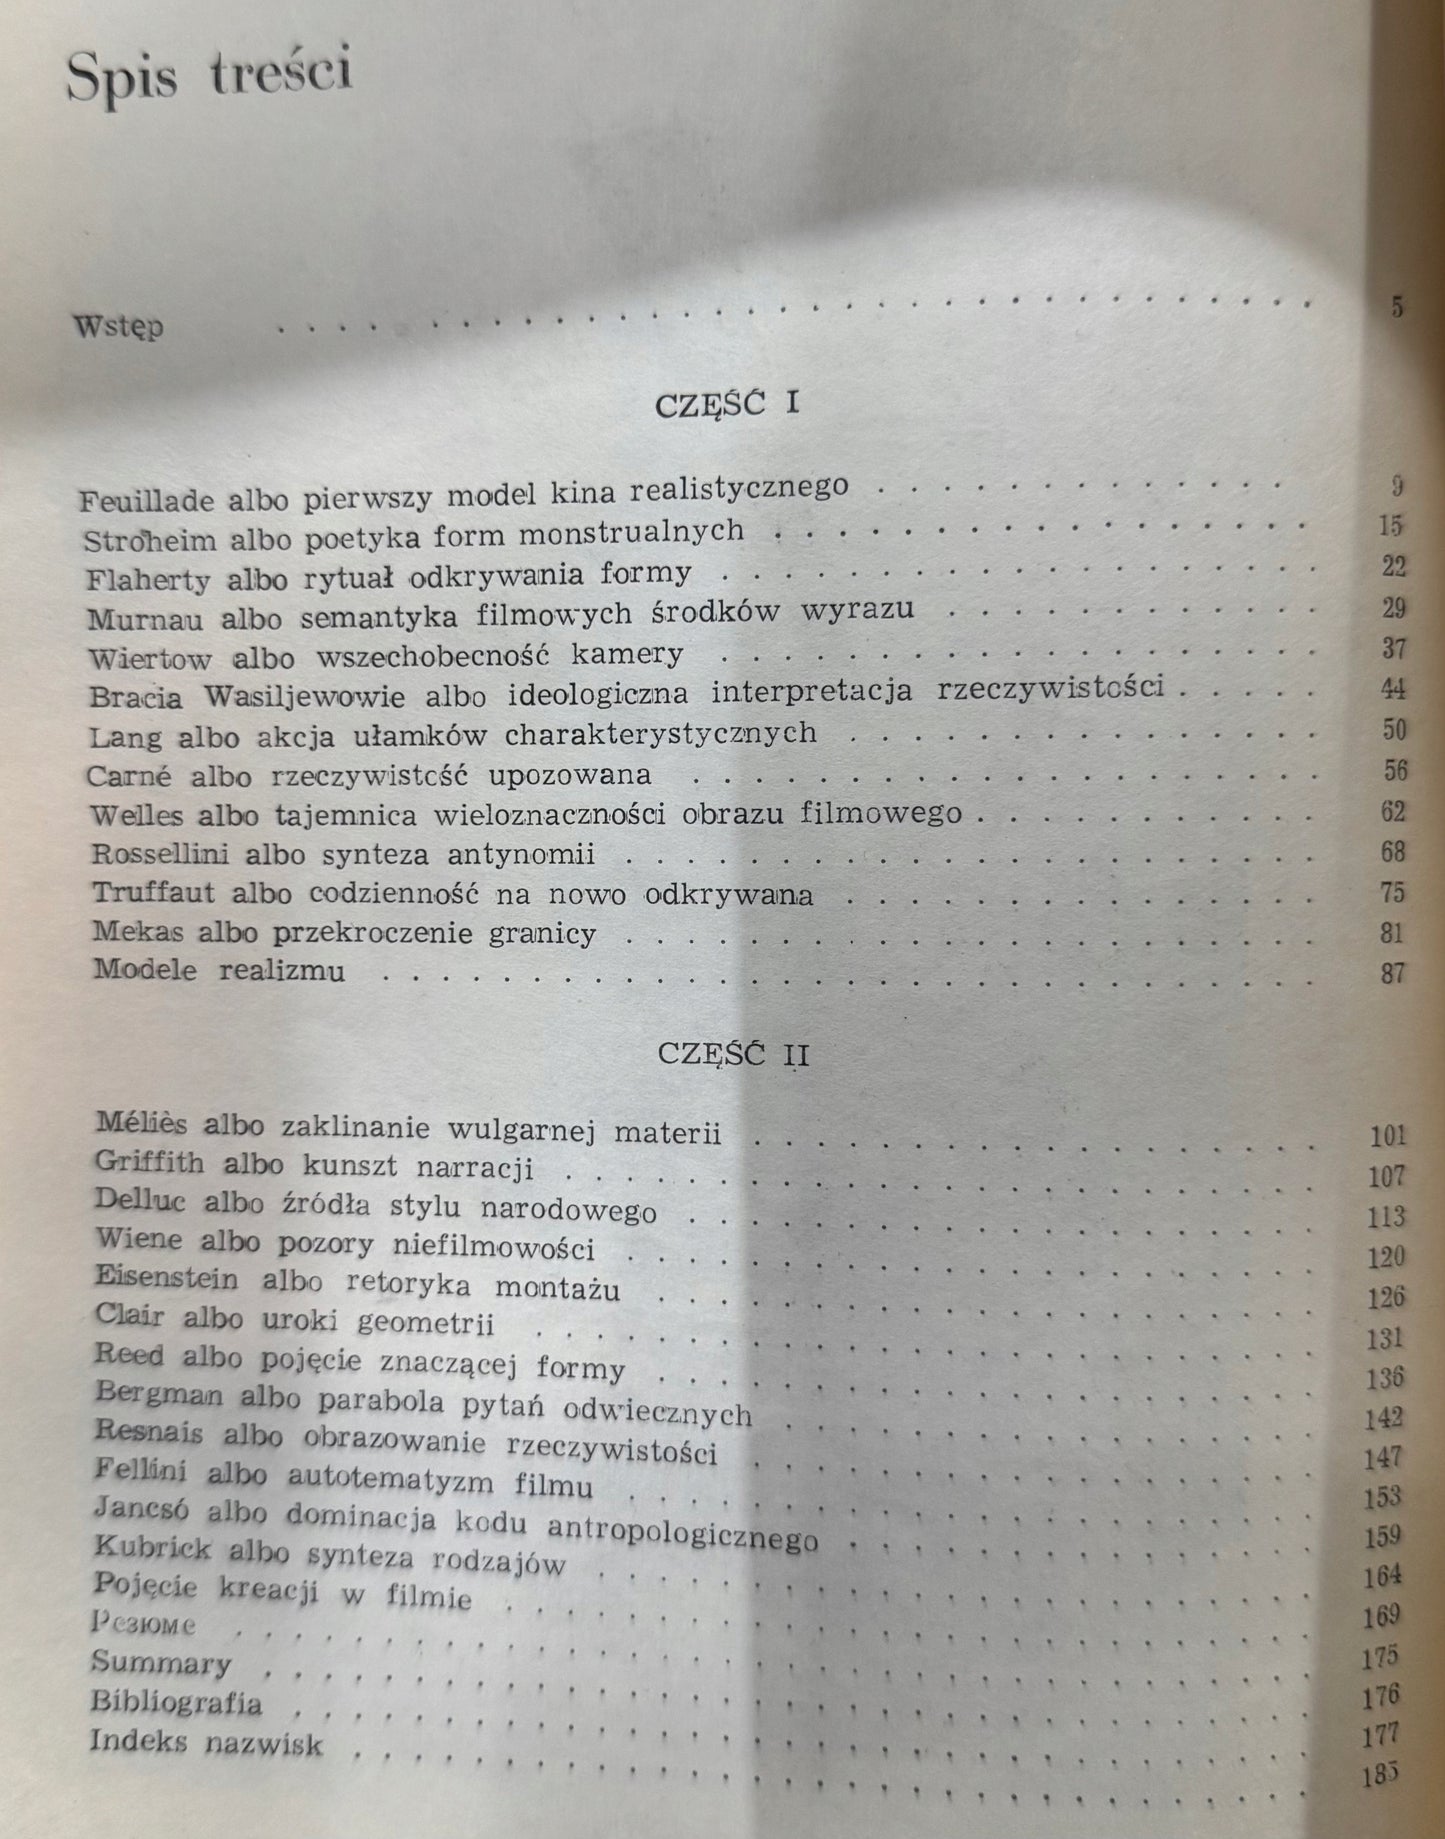 Spis treści
Wstęp . . . . . . . . . . . . . . . . . . . . . . . . . . . . . . . . 5
CZĘŚĆ I
Feuillade albo pierwszy model kina realistycznego . . . . . . . . . . . . . 9
Stroheim albo poetyka form monstrualnych . . . . . . . . . . . . . . . . . 15
Flaherty albo rytuał odkrywania formy . . . . . . . . . . . . . . . . . . . 22
Murnau albo semantyka filmowych środków wyrazu . . . . . . . . . . . . 29
Wiertow albo wszechobecność kamery . . . . . . . . . . . . . . . . . . . 37
Bracia Wasiljewowie albo ideologiczna interpretacja rzeczywistości . . . . . 44
Lang albo akcja ułamków charakterystycznych . . . . . . . . . . . . . . . 50
Carné albo rzeczywistość upozowana . . . . . . . . . . . . . . . . . . . . 56
Welles albo tajemnica wieloznaczności obrazu filmowego . . . . . . . . . . . 62
Rossellini albo synteza antynomii . . . . . . . . . . . . . . . . . . . . . . 68
Truffaut albo codzienność na nowo odkrywana . . . . . . . . . . . . . . . 75
Mekas albo przekroczenie granicy . . . . . . . . . . . . . . . . . . . . . . 81
Modele realizmu . . . . . . . . . . . . . . . . . . . . . . . . . . . . . . 87
CZĘŚĆ II
Méliès albo zaklinanie wulgarnej materii . . . . . . . . . . . . . . . . . . 101
Griffith albo kunszt narracji . . . . . . . . . . . . . . . . . . . . . . . . 107
Delluc albo źródła stylu narodowego . . . . . . . . . . . . . . . . . . . . 113
Wiene albo pozory niefilmowości . . . . . . . . . . . . . . . . . . . . . . 120
Eisenstein albo retoryka montażu . . . . . . . . . . . . . . . . . . . . . 126
Clair albo uroki geometrii . . . . . . . . . . . . . . . . . . . . . . . . . 131
Reed albo pojęcie znaczącej formy . . . . . . . . . . . . . . . . . . . . . 136
Bergman albo parabola pytań odwiecznych . . . . . . . . . . . . . . . . . 142
Resnais albo obrazowanie rzeczywistości . . . . . . . . . . . . . . . . . . 147
Fellini albo autotematyzm filmu . . . . . . . . . . . . . . . . . . . . . . 153
Jancsó albo dominacja kodu antropologicznego . . . . . . . . . . . . . . . 159
Kubrick albo synteza rodzajów . . . . . . . . . . . . . . . . . . . . . . . 164
Pojęcie kreacji w filmie . . . . . . . . . . . . . . . . . . . . . . . . . . 169
Резюме . . . . . . . . . . . . . . . . . . . . . . . . . . . . . . . . . . 175
Summary . . . . . . . . . . . . . . . . . . . . . . . . . . . . . . . . . 176
Bibliografia . . . . . . . . . . . . . . . . . . . . . . . . . . . . . . . . 177
Indeks nazwisk . . . . . . . . . . . . . . . . . . . . . . . . . . . . . . 185